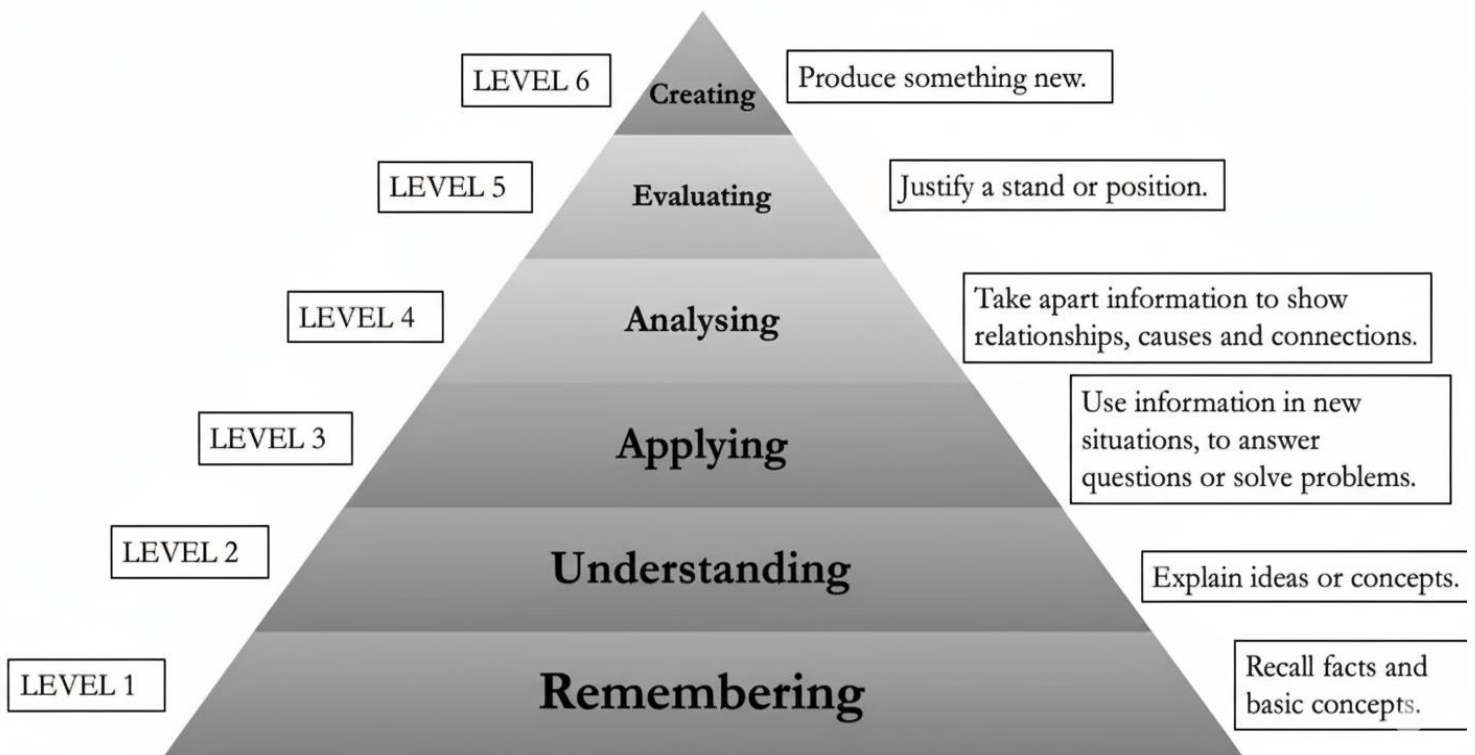 LEVEL 6
Creating
Produce something new.
LEVEL 5
Evaluating
Justify a stand or position.
LEVEL 4
Analysing
Take apart information to show
relationships, causes and connections.
LEVEL 3
Applying
Use information in new
situations, to answer
questions or solve problems.
LEVEL 2
Understanding
Explain ideas or concepts.
LEVEL 1
Remembering
Recall facts and
basic concepts.